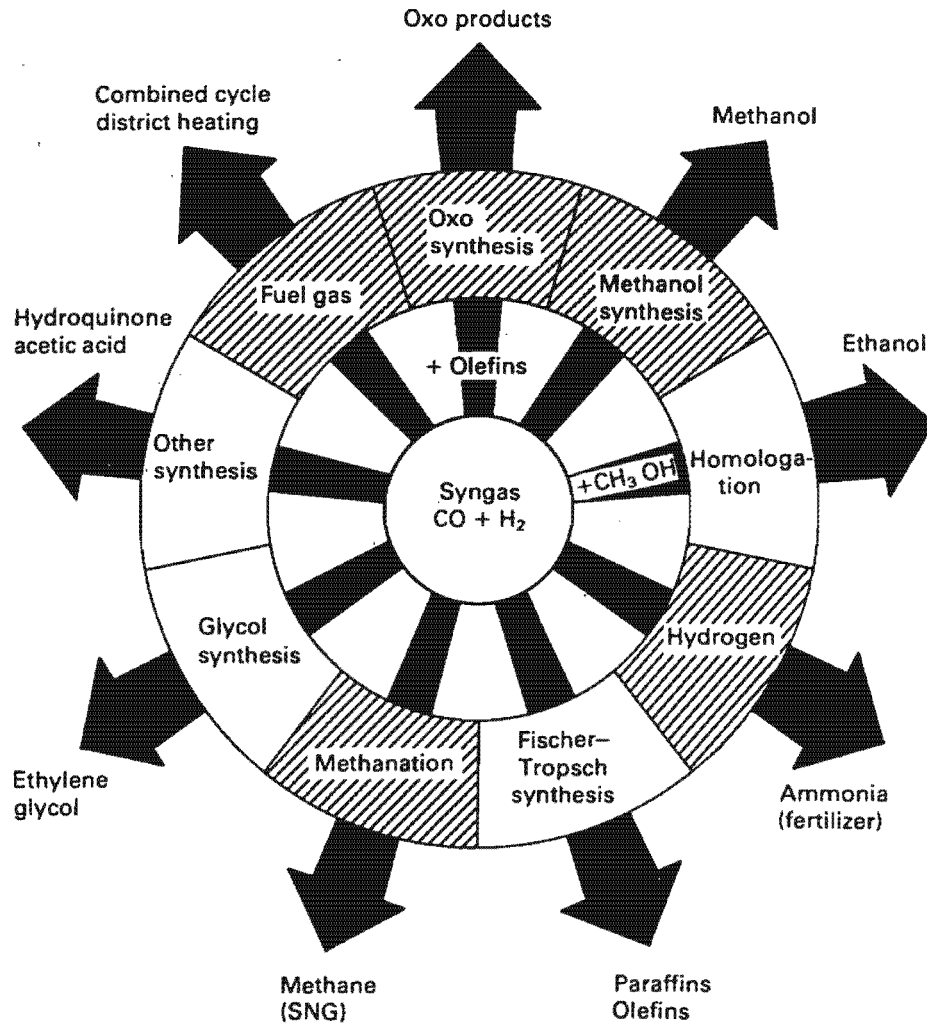 Oxo products
Combined cycle
district heating
Methanol
Oxo
synthesis
Fuel gas
Methanol
synthesis
Hydroquinone
acetic acid
Ethanol
+ Olefins
Other
synthesis
Syngas
CO + H₂
+CH₃ OH
Homologa-
tion
Glycol
synthesis
Hydrogen
Methanation
Fischer–
Tropsch
synthesis
Ethylene
glycol
Ammonia
(fertilizer)
Methane
(SNG)
Paraffins
Olefins